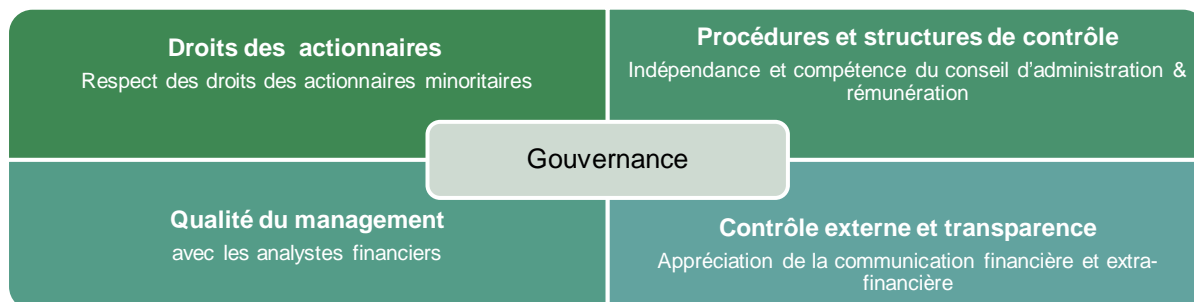 Droits des actionnaires
Respect des droits des actionnaires minoritaires
Procédures et structures de contrôle
Indépendance et compétence du conseil d'administration &
rémunération
Gouvernance
Qualité du management
avec les analystes financiers
Contrôle externe et transparence
Appréciation de la communication financière et extra-
financière